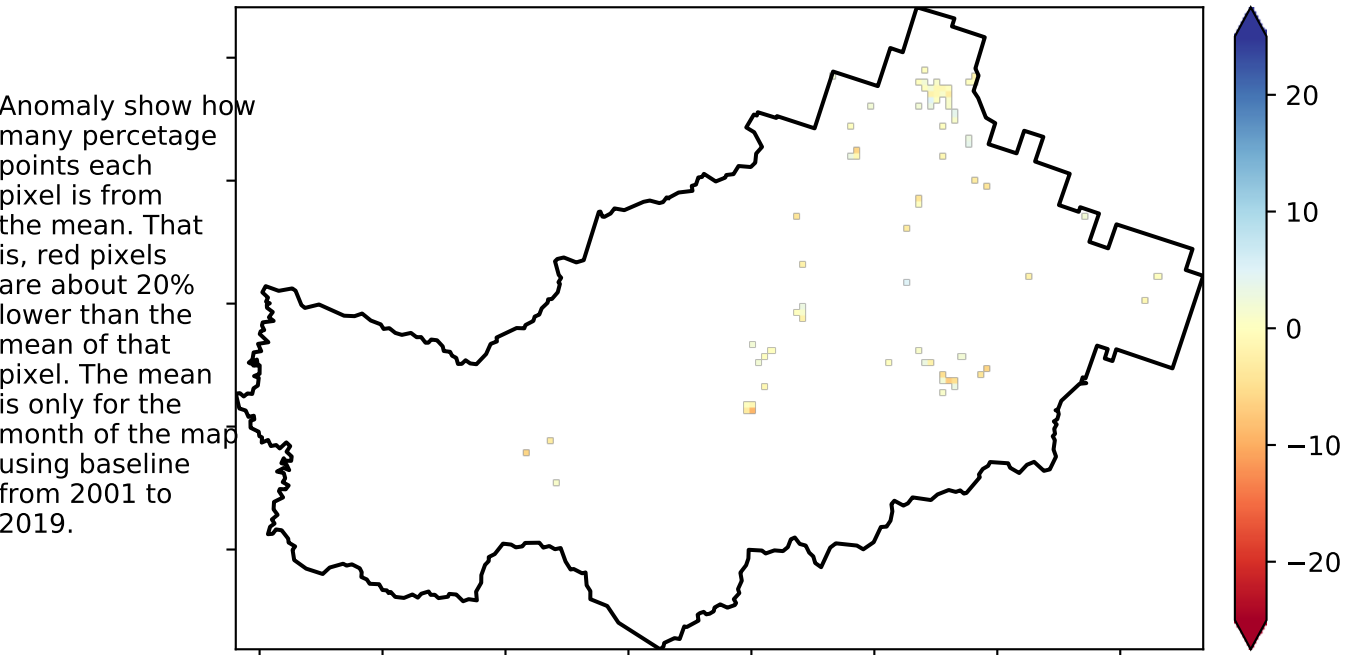 Anomaly show how
many percetage
points each
pixel is from
the mean. That
is, red pixels
are about 20%
lower than the
mean of that
pixel. The mean
is only for the
month of the map
using baseline
from 2001 to
2019.
20
10
0
−10
−20